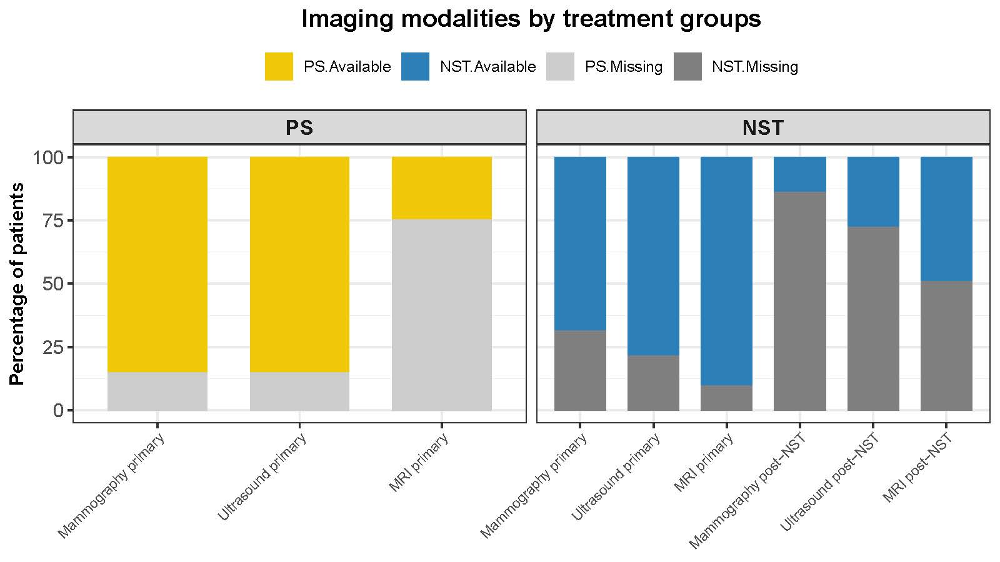 Imaging modalities by treatment groups
PS.Available NST.Available PS.Missing NST.Missing
PS NST
Percentage of patients
100
75
50
25
0
Mammography primary
Ultrasound primary
MRI primary
Mammography primary
Ultrasound primary
MRI primary
Mammography post−NST
Ultrasound post−NST
MRI post−NST